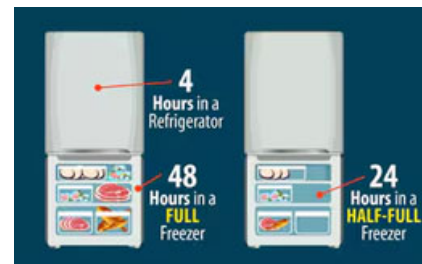 4
Hours in a
Refrigerator
48
Hours in a
FULL
Freezer
24
Hours in a
HALF-FULL
Freezer